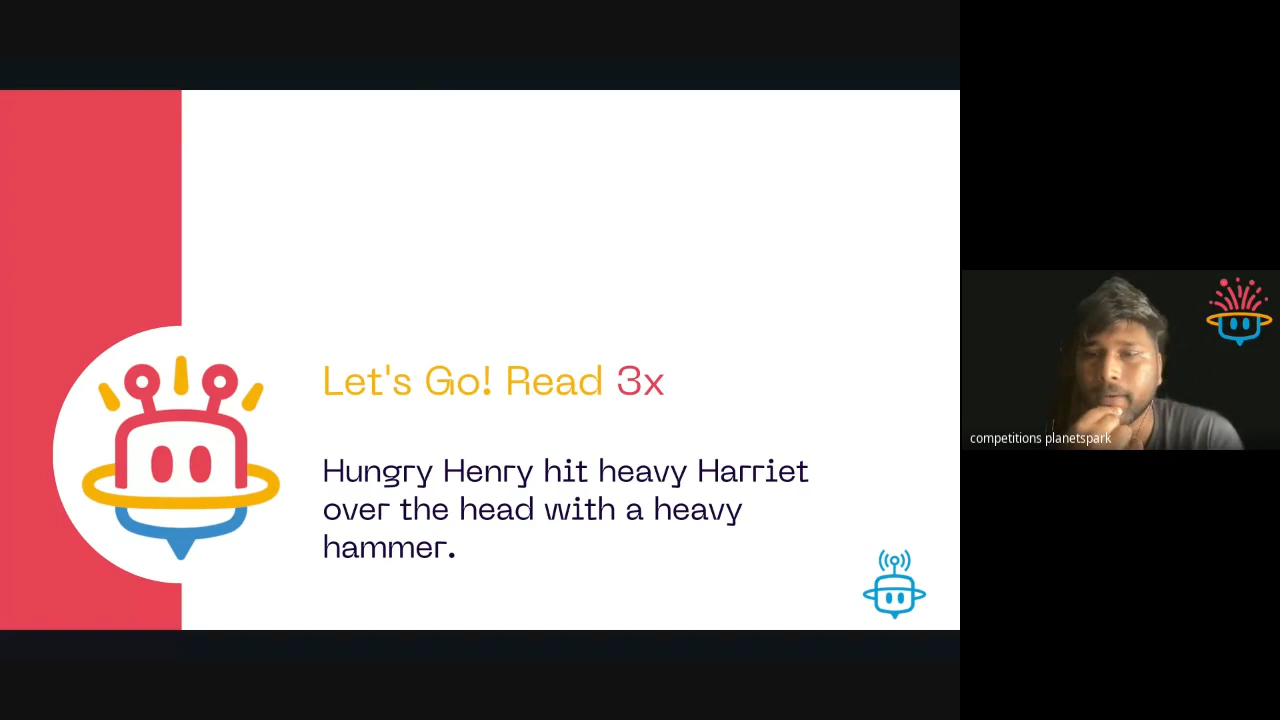 Let's Go! Read 3x
Hungry Henry hit heavy Harriet
over the head with a heavy
hammer.
competitions planetspark